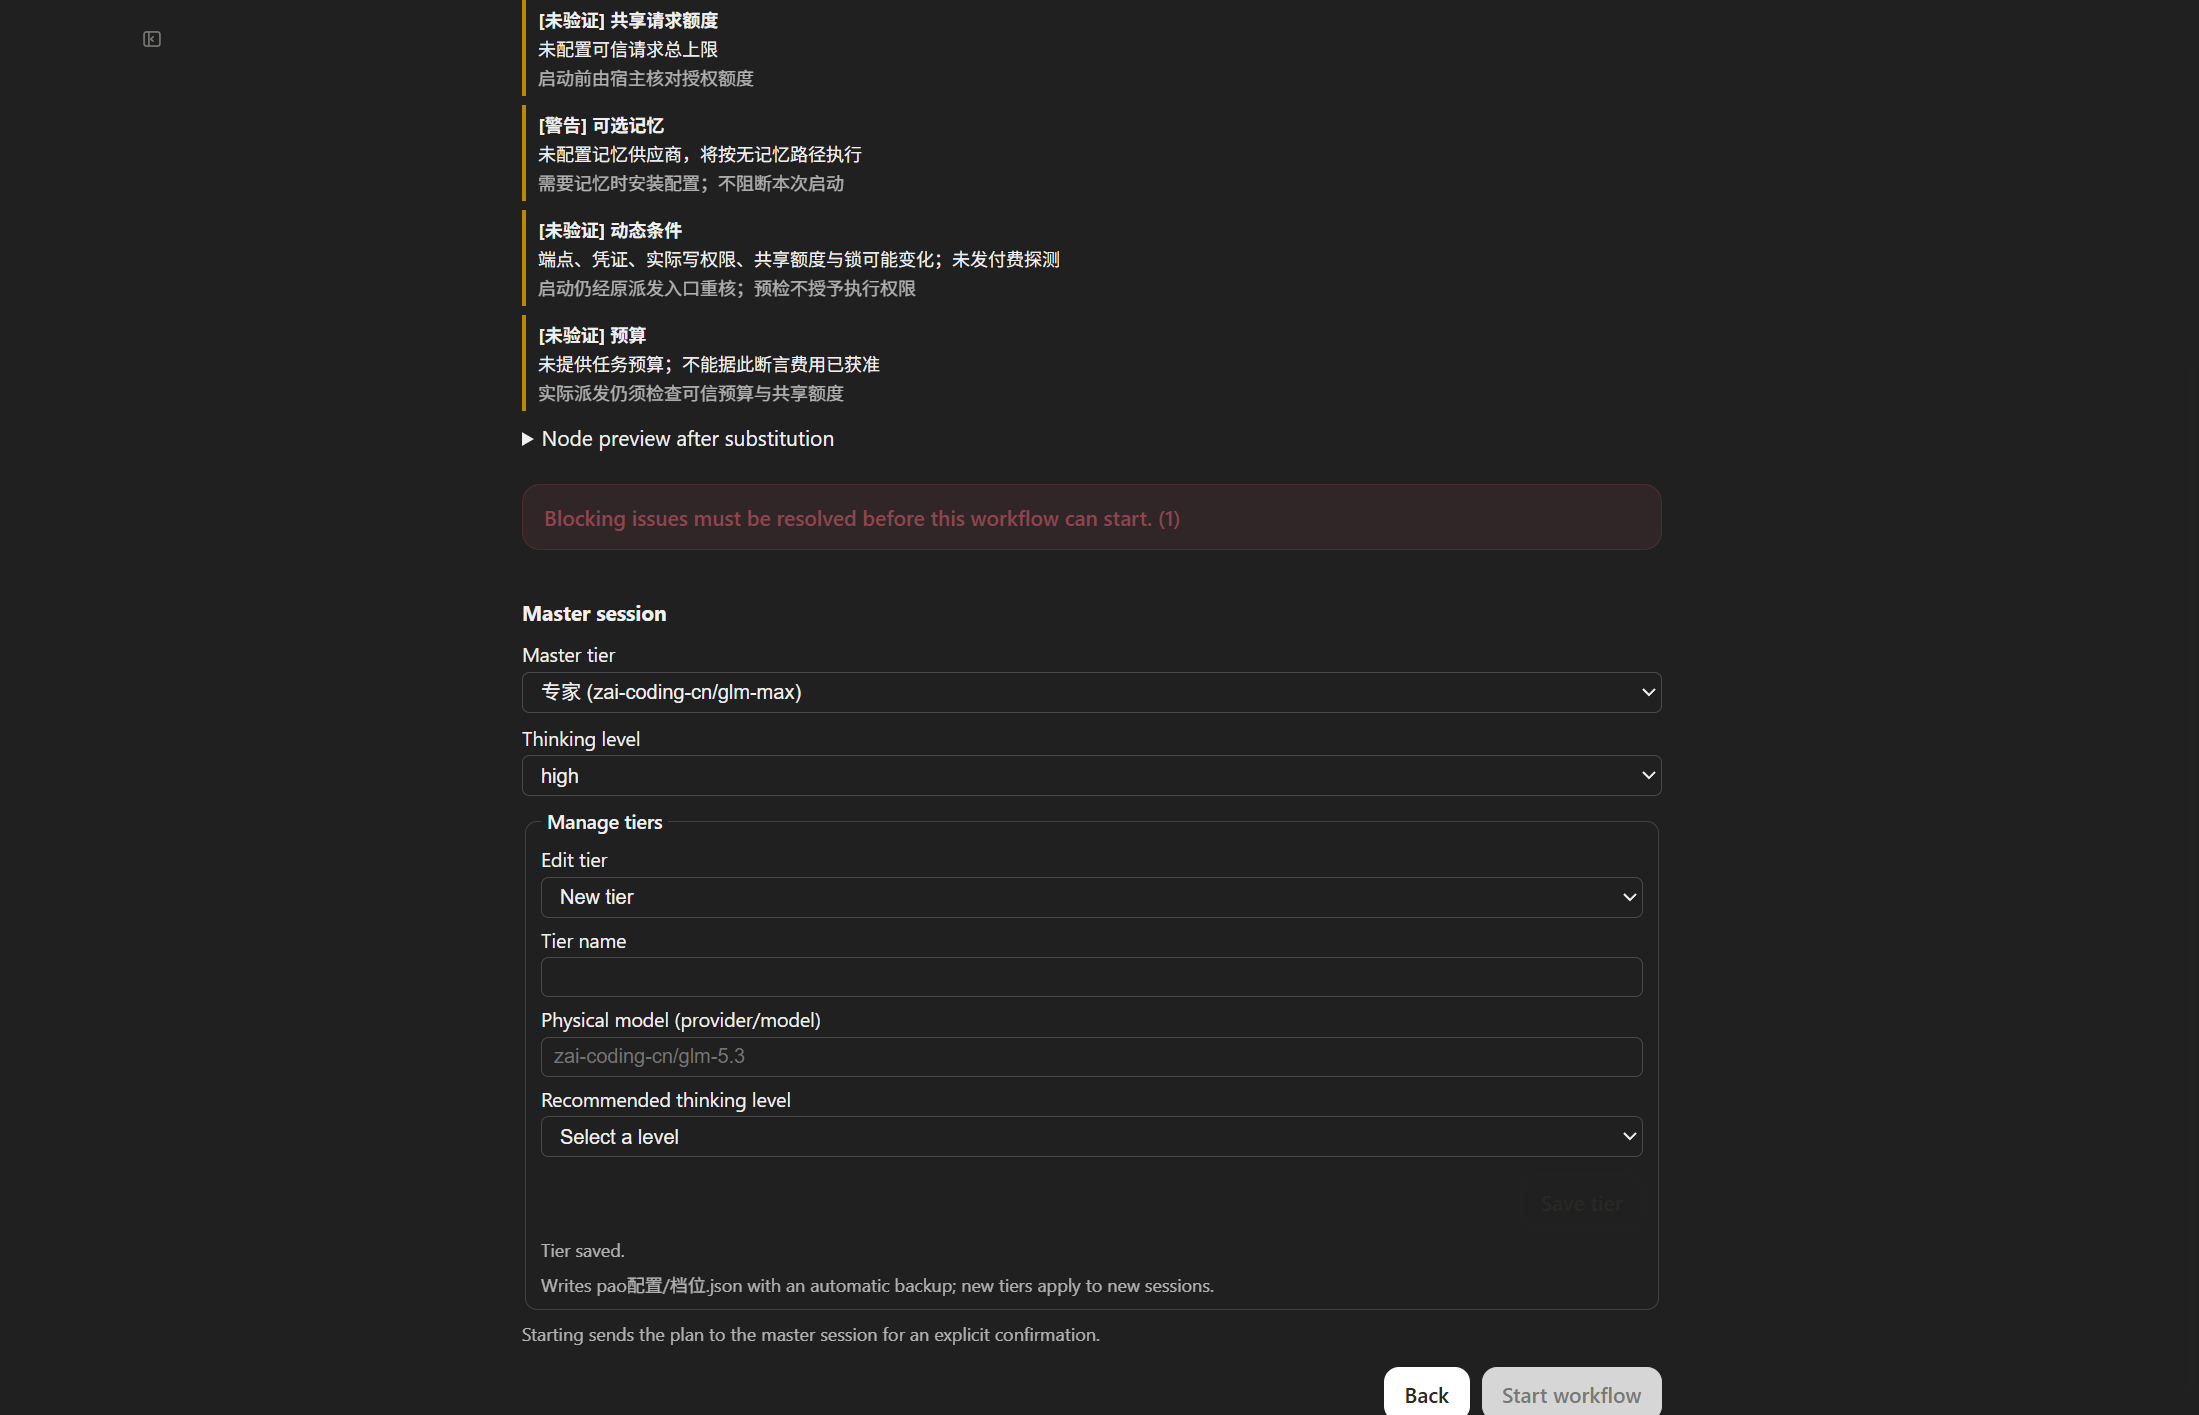 [未验证] 共享请求额度
未配置可信请求总上限
启动前由宿主核对授权额度
[警告] 可选记忆
未配置记忆供应商，将按无记忆路径执行
需要记忆时安装配置；不阻断本次启动
[未验证] 动态条件
端点、凭证、实际写权限、共享额度与锁可能变化；未发付费探测
启动仍经原派发入口重核；预检不授予执行权限
[未验证] 预算
未提供任务预算；不能据此断言费用已获准
实际派发仍须检查可信预算与共享额度
Node preview after substitution
Blocking issues must be resolved before this workflow can start. (1)
Master session
Master tier
专家 (zai-coding-cn/glm-max)
Thinking level
high
Manage tiers
Edit tier
New tier
Tier name
Physical model (provider/model)
zai-coding-cn/glm-5.3
Recommended thinking level
Select a level
Save tier
Tier saved.
Writes pao配置/档位.json with an automatic backup; new tiers apply to new sessions.
Starting sends the plan to the master session for an explicit confirmation.
Back
Start workflow